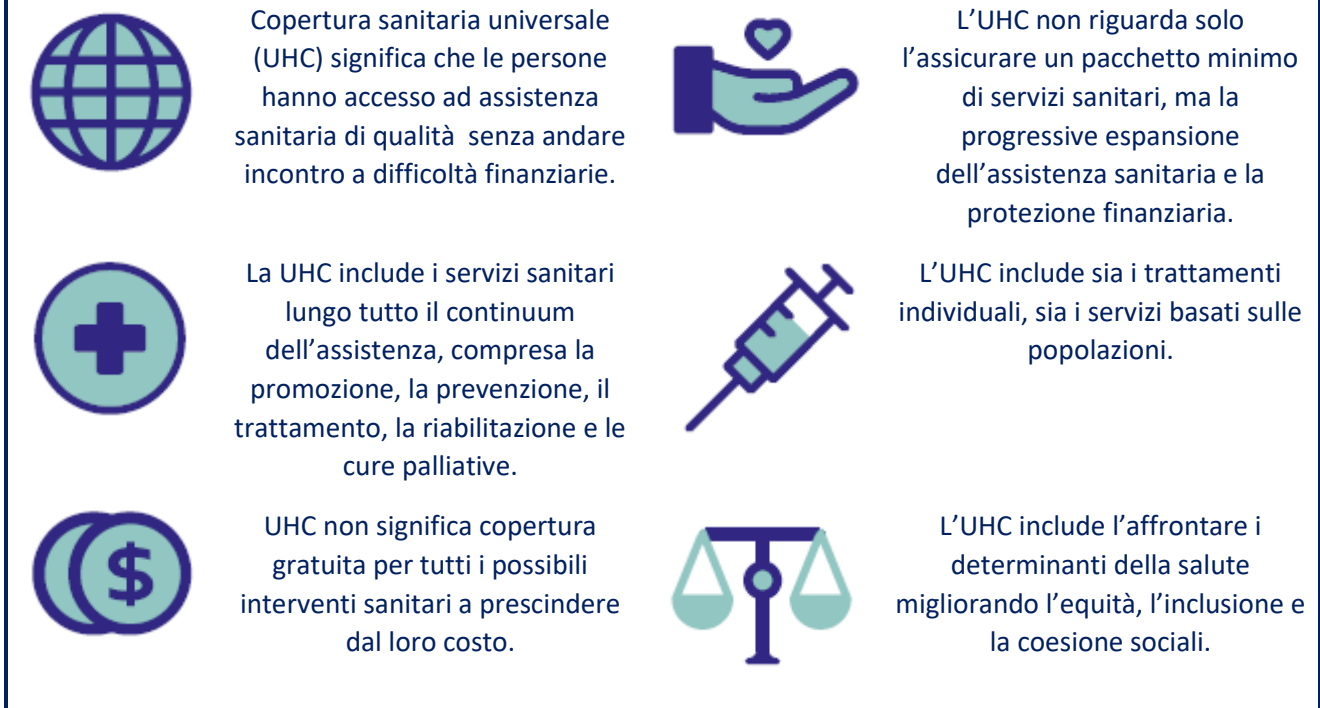 Copertura sanitaria universale
(UHC) significa che le persone
hanno accesso ad assistenza
sanitaria di qualità  senza andare
incontro a difficoltà finanziarie.
L’UHC non riguarda solo
l’assicurare un pacchetto minimo
di servizi sanitari, ma la
progressive espansione
dell’assistenza sanitaria e la
protezione finanziaria.
La UHC include i servizi sanitari
lungo tutto il continuum
dell’assistenza, compresa la
promozione, la prevenzione, il
trattamento, la riabilitazione e le
cure palliative.
L’UHC include sia i trattamenti
individuali, sia i servizi basati sulle
popolazioni.
$
UHC non significa copertura
gratuita per tutti i possibili
interventi sanitari a prescindere
dal loro costo.
L’UHC include l’affrontare i
determinanti della salute
migliorando l’equità, l’inclusione e
la coesione sociali.